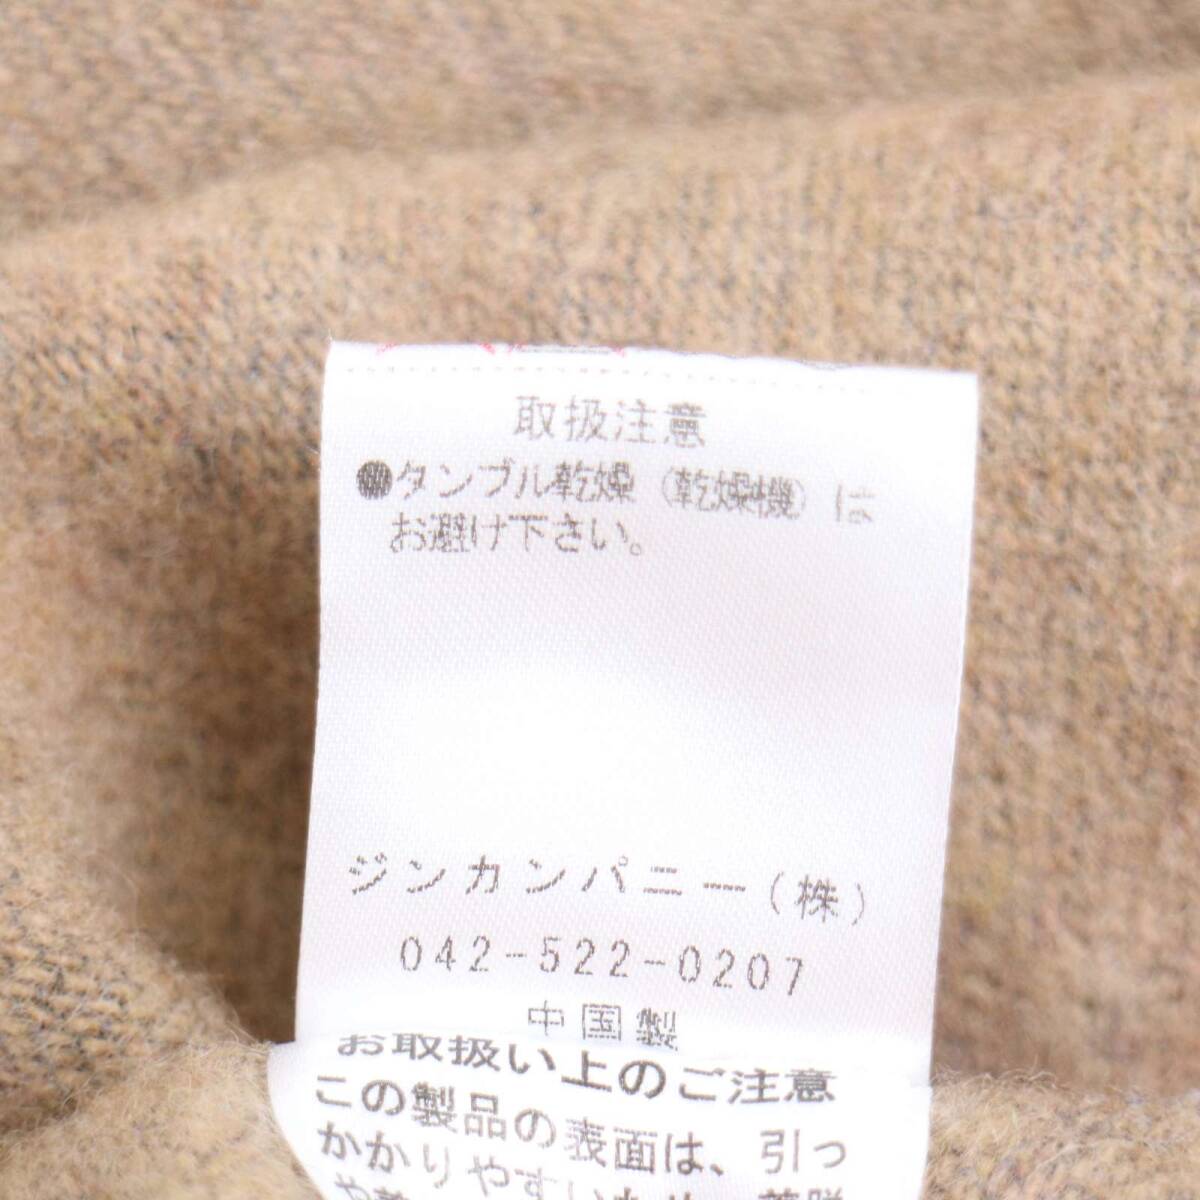 取扱注意
●タンブル乾燥（乾燥機）は
お避け下さい。
ジンカンパニー(株)
042-522-0207
中国製
お取扱い上のご注意
この製品の表面は、引っ
かかりやすいため、着脱